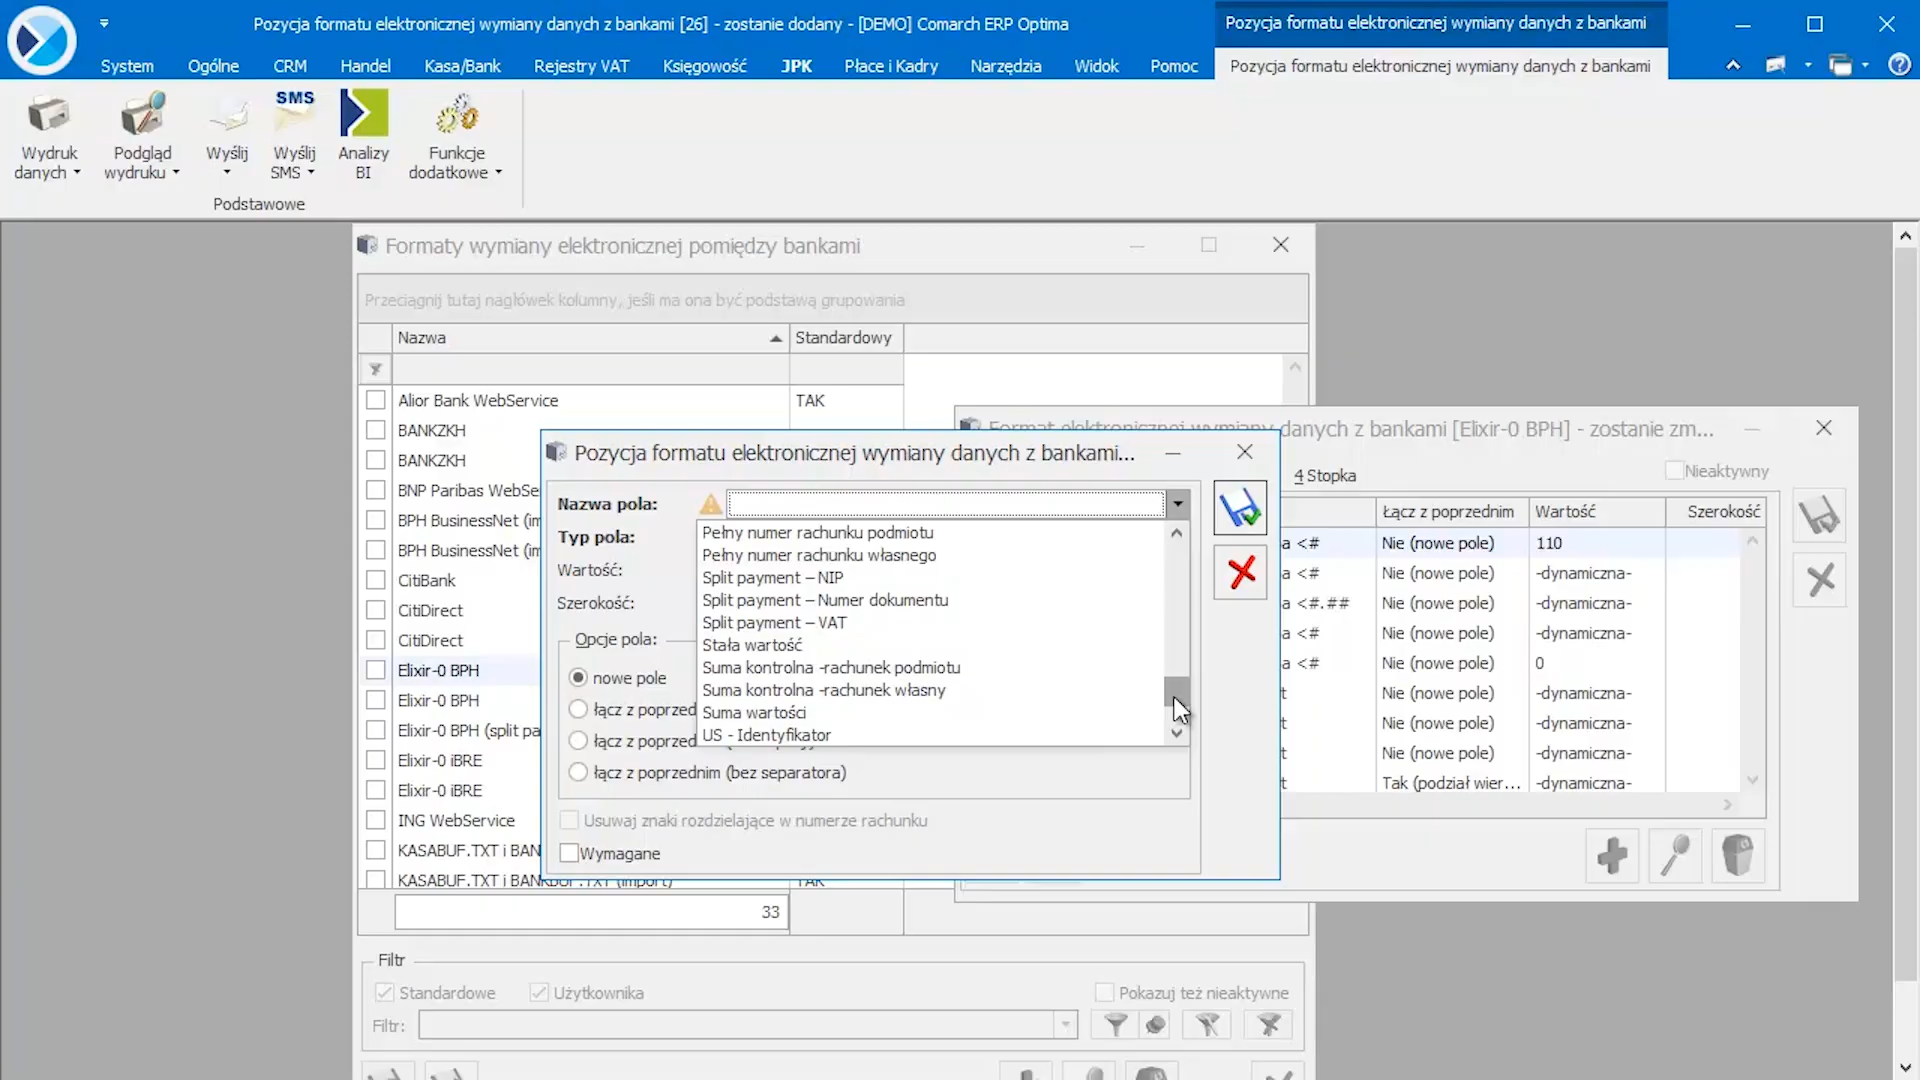 Pozycja formatu elektronicznej wymiany danych z bankami [26] - zostanie dodany - [DEMO] Comarch ERP Optima
Pozycja formatu elektronicznej wymiany danych z bankami
System Ogólne CRM Handel Kasa/Bank Rejestry VAT Księgowość JPK Płace i Kadry Narzędzia Widok Pomoc Pozycja formatu elektronicznej wymiany danych z bankami
Wydruk danych
Podgląd wydruku
Wyślij
SMS
Wyślij SMS
Analizy BI
Funkcje dodatkowe
Podstawowe
Formaty wymiany elektronicznej pomiędzy bankami
Przeciągnij tutaj nagłówek kolumny, jeśli ma ona być podstawą grupowania
Nazwa Standardowy
Alior Bank WebService TAK
BANKZKH
BANKZKH
BNP Paribas WebSe
BPH BusinessNet (im
BPH BusinessNet (im
CitiBank
CitiDirect
CitiDirect
Elixir-0 BPH
Elixir-0 BPH
Elixir-0 BPH (split pa
Elixir-0 iBRE
Elixir-0 iBRE
ING WebService
KASABUF.TXT i BAN
KASABUF.TXT i BANKBUF.TXT (import) TAK
33
Filtr
Standardowe Użytkownika Pokazuj też nieaktywne
Filtr:
Format elektronicznej wymiany danych z bankami [Elixir-0 BPH] - zostanie zm...
4 Stopka Nieaktywny
Łącz z poprzednim Wartość Szerokość
a <# Nie (nowe pole) 110
a <# Nie (nowe pole) -dynamiczna-
a <#.## Nie (nowe pole) -dynamiczna-
a <# Nie (nowe pole) -dynamiczna-
a <# Nie (nowe pole) 0
t Nie (nowe pole) -dynamiczna-
t Nie (nowe pole) -dynamiczna-
t Nie (nowe pole) -dynamiczna-
t Tak (podział wier... -dynamiczna-
Pozycja formatu elektronicznej wymiany danych z bankami...
Nazwa pola:
Typ pola:
Wartość:
Szerokość:
Opcje pola:
nowe pole
łącz z poprzed
łącz z poprzed
łącz z poprzednim (bez separatora)
Usuwaj znaki rozdzielające w numerze rachunku
Wymagane
Pełny numer rachunku podmiotu
Pełny numer rachunku własnego
Split payment – NIP
Split payment – Numer dokumentu
Split payment – VAT
Stała wartość
Suma kontrolna -rachunek podmiotu
Suma kontrolna -rachunek własny
Suma wartości
US - Identyfikator